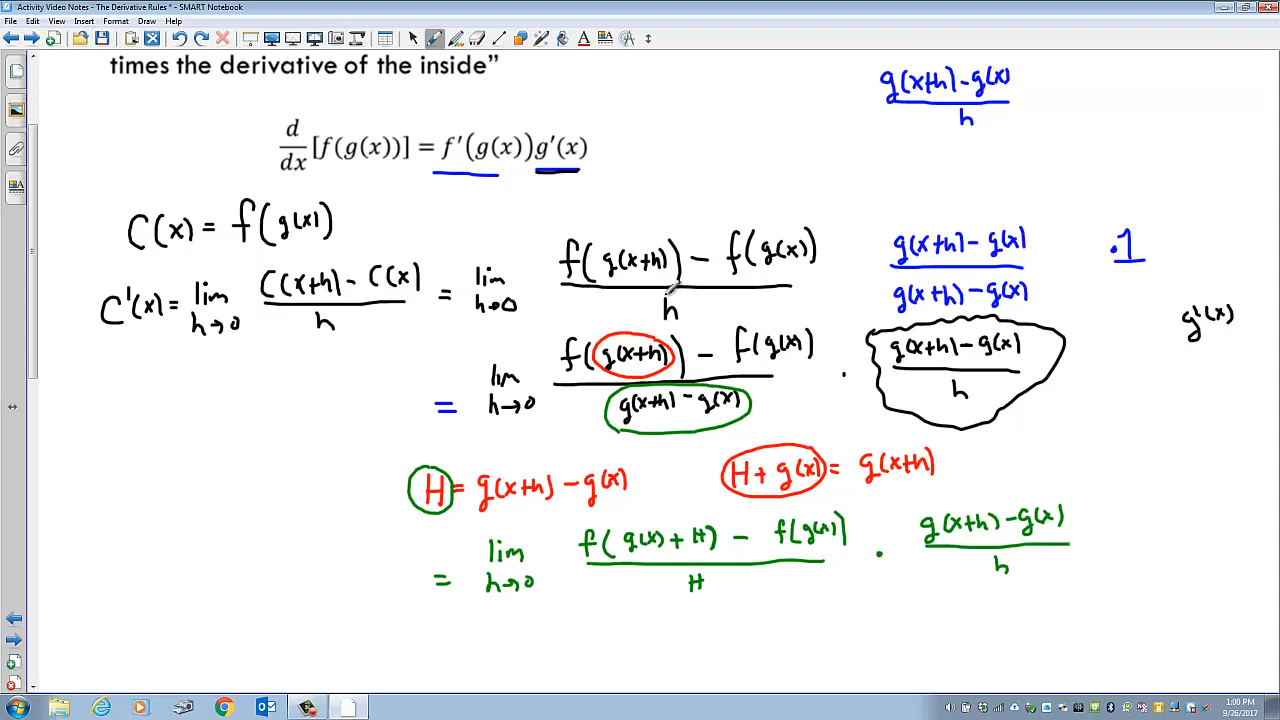 Activity Video Notes - The Derivative Rules * - SMART Notebook
File Edit View Insert Format Draw Help
times the derivative of the inside”
g(x+h) - g(x)
h
d/dx [f(g(x))] = f′(g(x))g′(x)
C(x) = f(g(x))
C'(x) = lim h→0 C(x+h) - C(x) / h = lim h→0 f(g(x+h)) - f(g(x)) / h
g(x+h) - g(x) / g(x+h) - g(x) ·1
g'(x)
= lim h→0 f(g(x+h)) - f(g(x)) / g(x+h) - g(x) · g(x+h) - g(x) / h
H = g(x+h) - g(x) H + g(x) = g(x+h)
= lim h→0 f(g(x) + H) - f(g(x)) / H · g(x+h) - g(x) / h
1:00 PM
9/26/2017